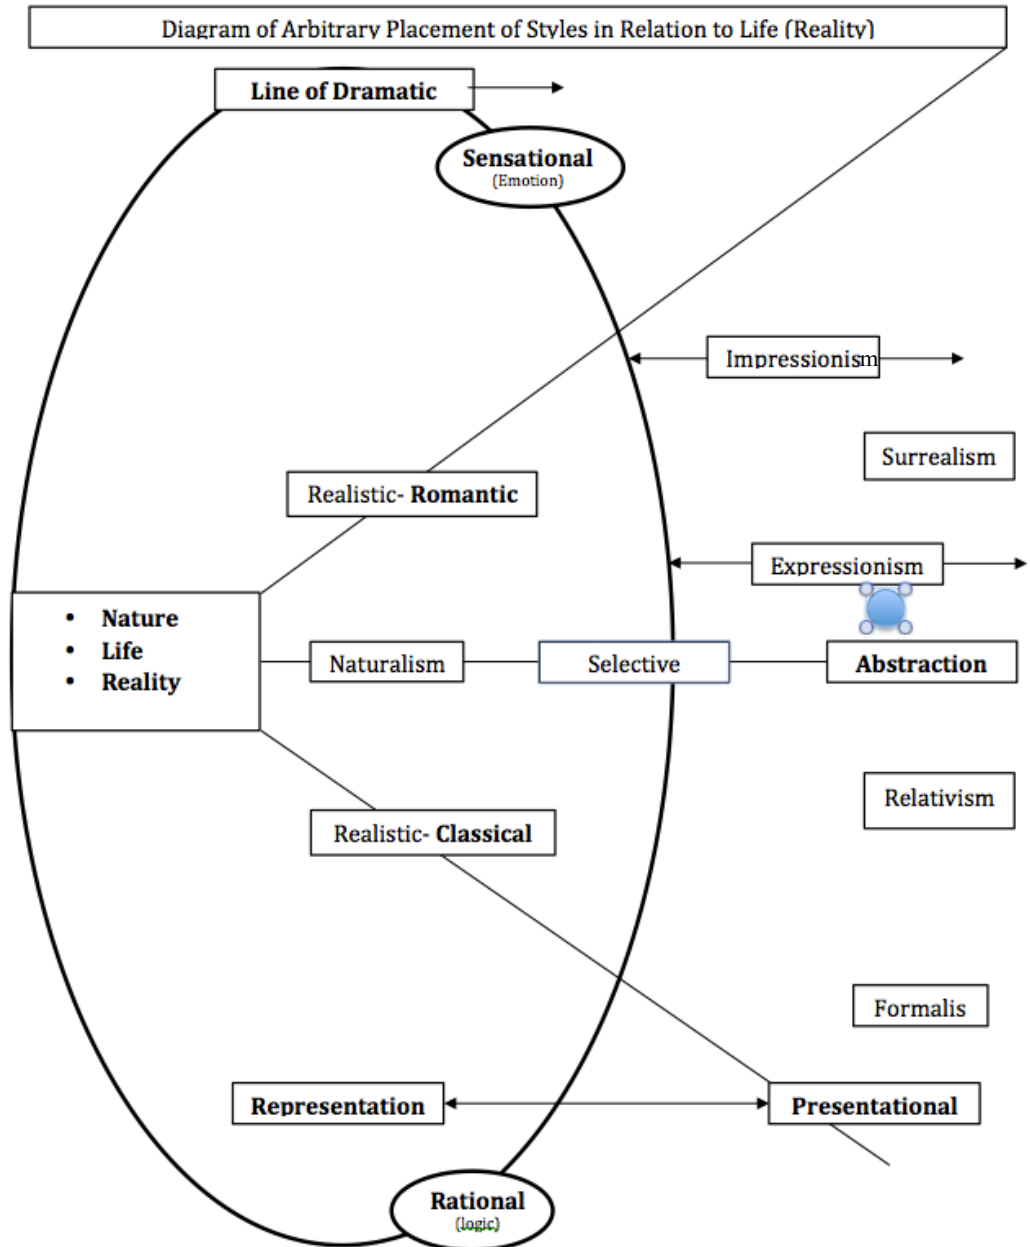 Diagram of Arbitrary Placement of Styles in Relation to Life (Reality)
Line of Dramatic
Sensational
(Emotion)
Impressionism
Surrealism
Realistic- Romantic
Expressionism
• Nature
• Life
• Reality
Naturalism
Selective
Abstraction
Relativism
Realistic- Classical
Formalis
Representation
Presentational
Rational
(logic)